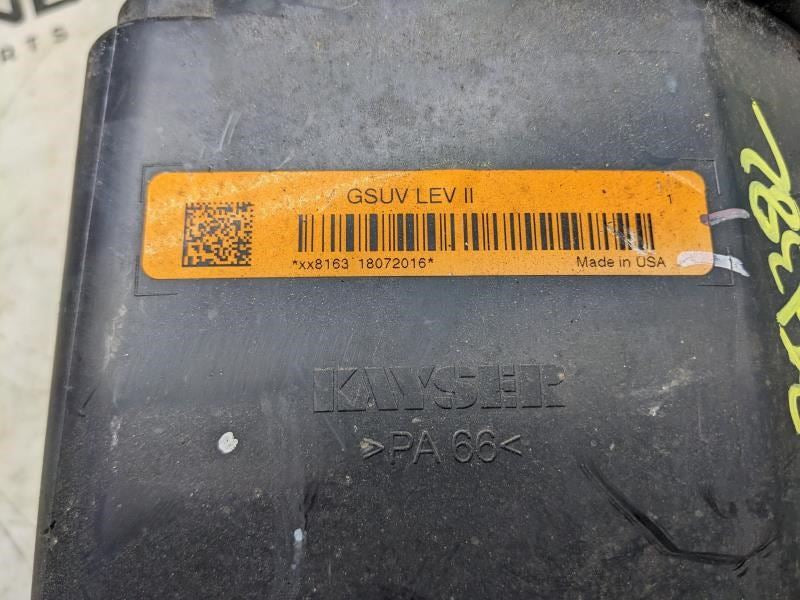 GSUV LEV II
1
*xx8163 18072016*
Made in USA
KAYSER
>PA 66<